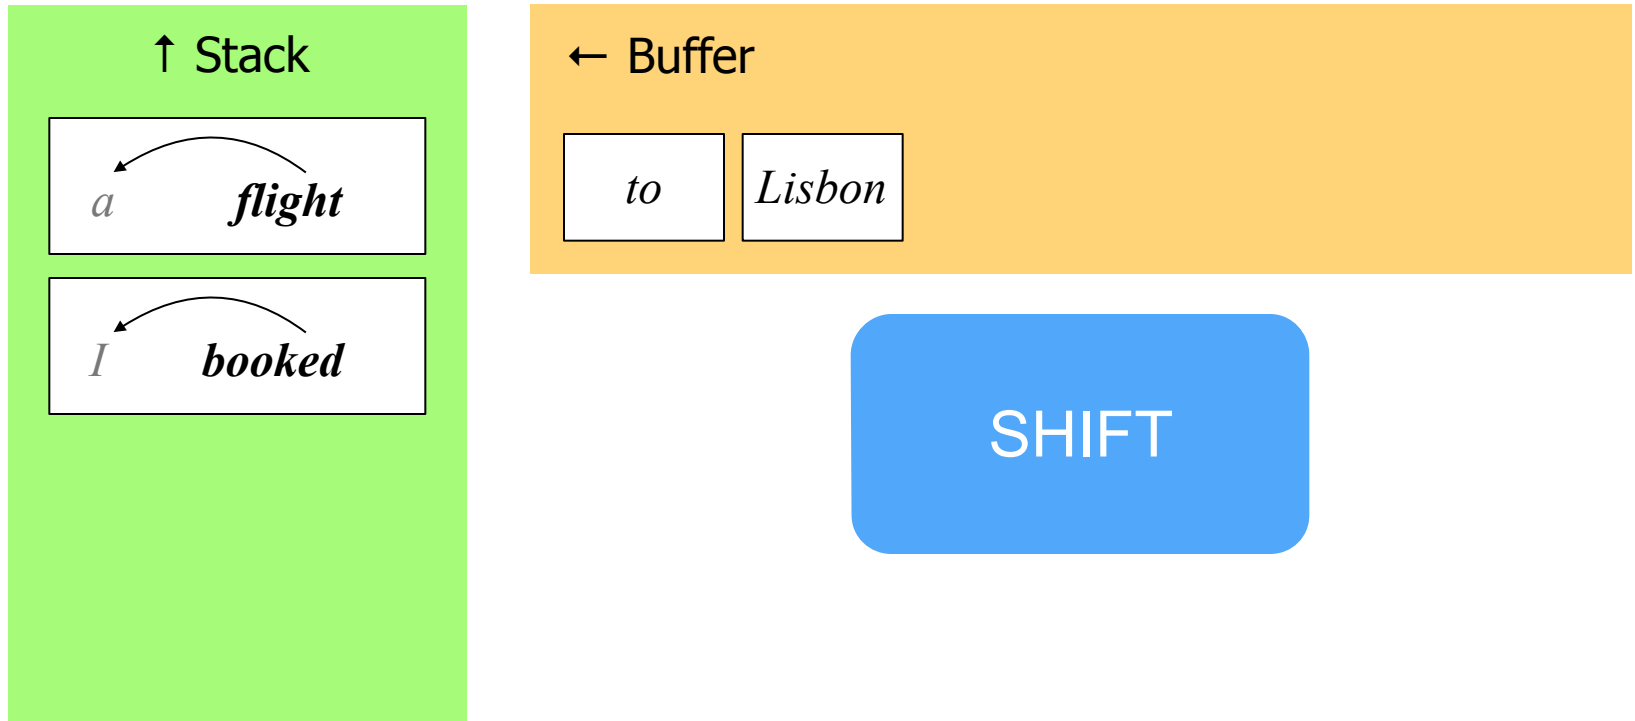 ↑ Stack
a flight
I booked
← Buffer
to Lisbon
SHIFT